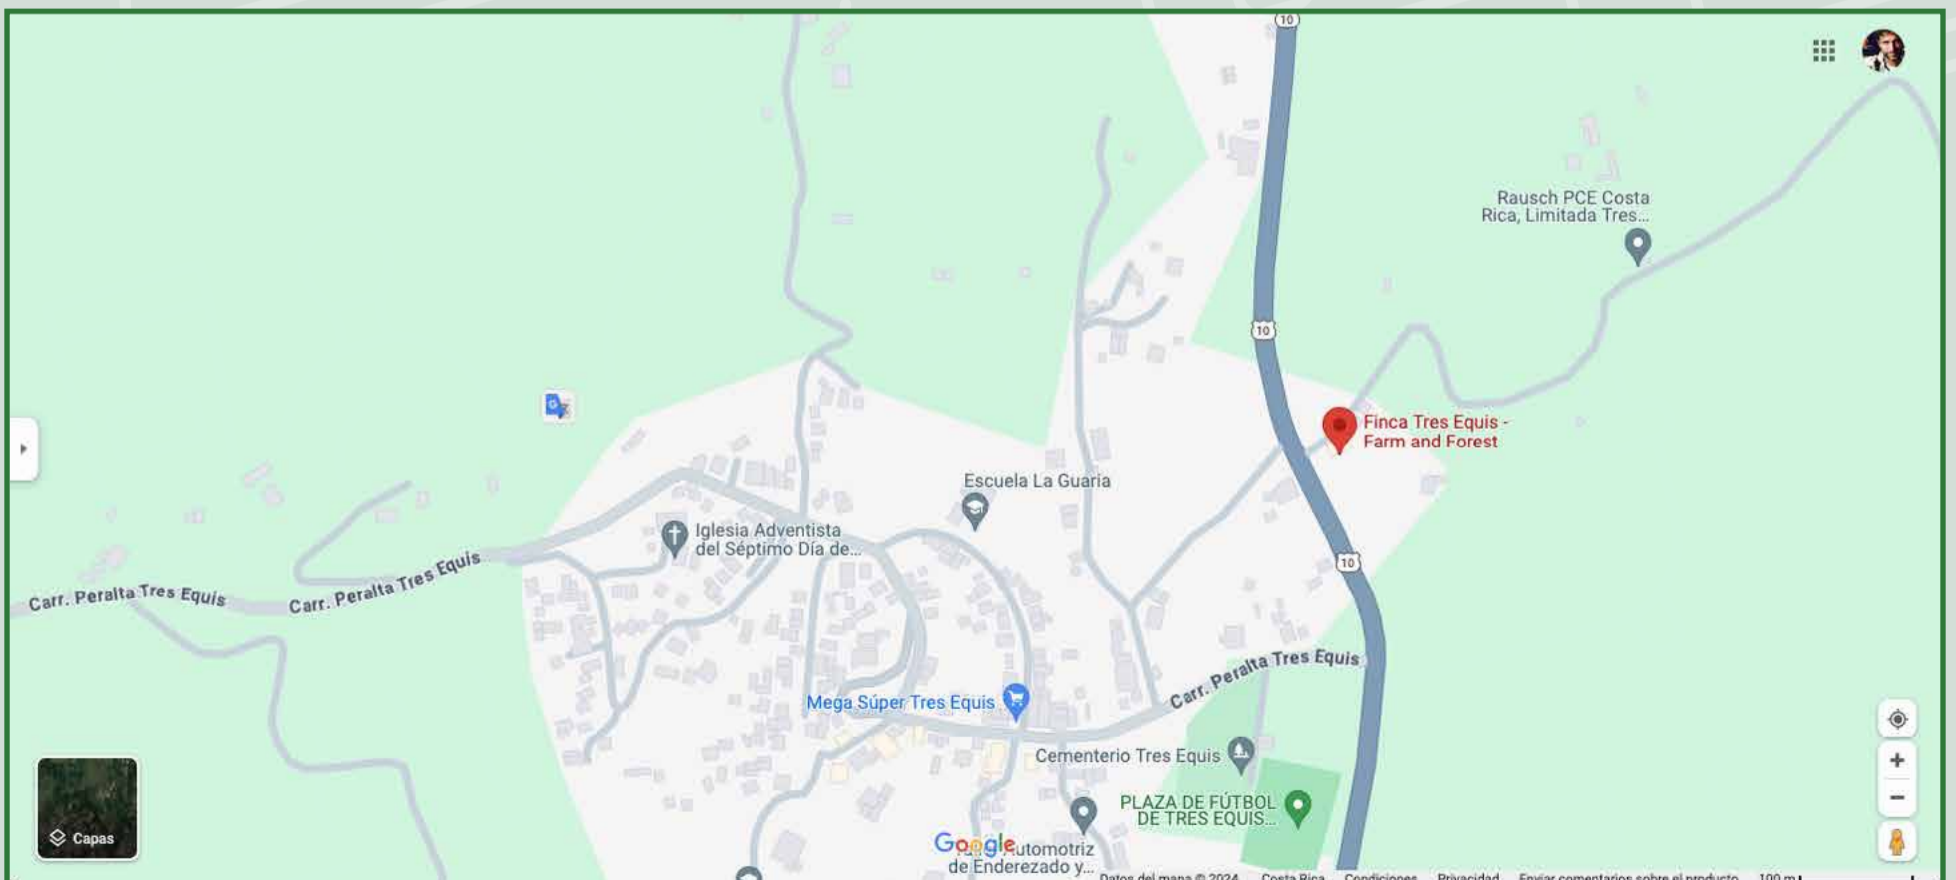 10
Rausch PCE Costa
Rica, Limitada Tres...
10
Finca Tres Equis -
Farm and Forest
Escuela La Guaria
Iglesia Adventista
del Séptimo Día de...
Carr. Peralta Tres Equis
Carr. Peralta Tres Equis
10
Carr. Peralta Tres Equis
Mega Súper Tres Equis
Cementerio Tres Equis
PLAZA DE FÚTBOL
DE TRES EQUIS...
Capas
Google
Automotriz
de Enderezado y...
Datos del mapa © 2024 Costa Rica Condiciones Privacidad Enviar comentarios sobre el producto 100 m